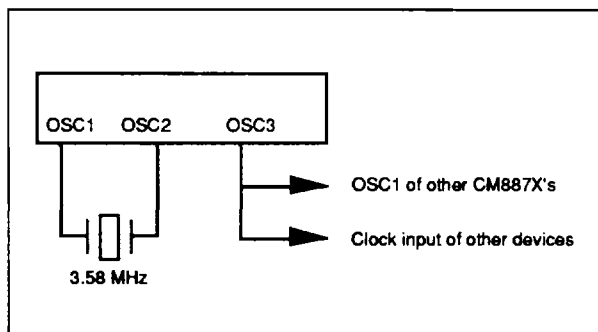 OSC1 OSC2 OSC3
OSC1 of other CM887X's
Clock input of other devices
3.58 MHz